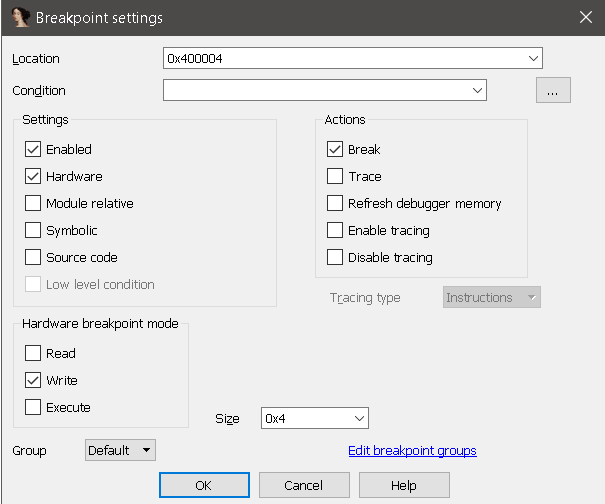 Breakpoint settings
Location 0x400004
Condition ...
Settings
Enabled
Hardware
Module relative
Symbolic
Source code
Low level condition
Actions
Break
Trace
Refresh debugger memory
Enable tracing
Disable tracing
Tracing type Instructions
Hardware breakpoint mode
Read
Write
Execute
Size 0x4
Group Default Edit breakpoint groups
OK Cancel Help